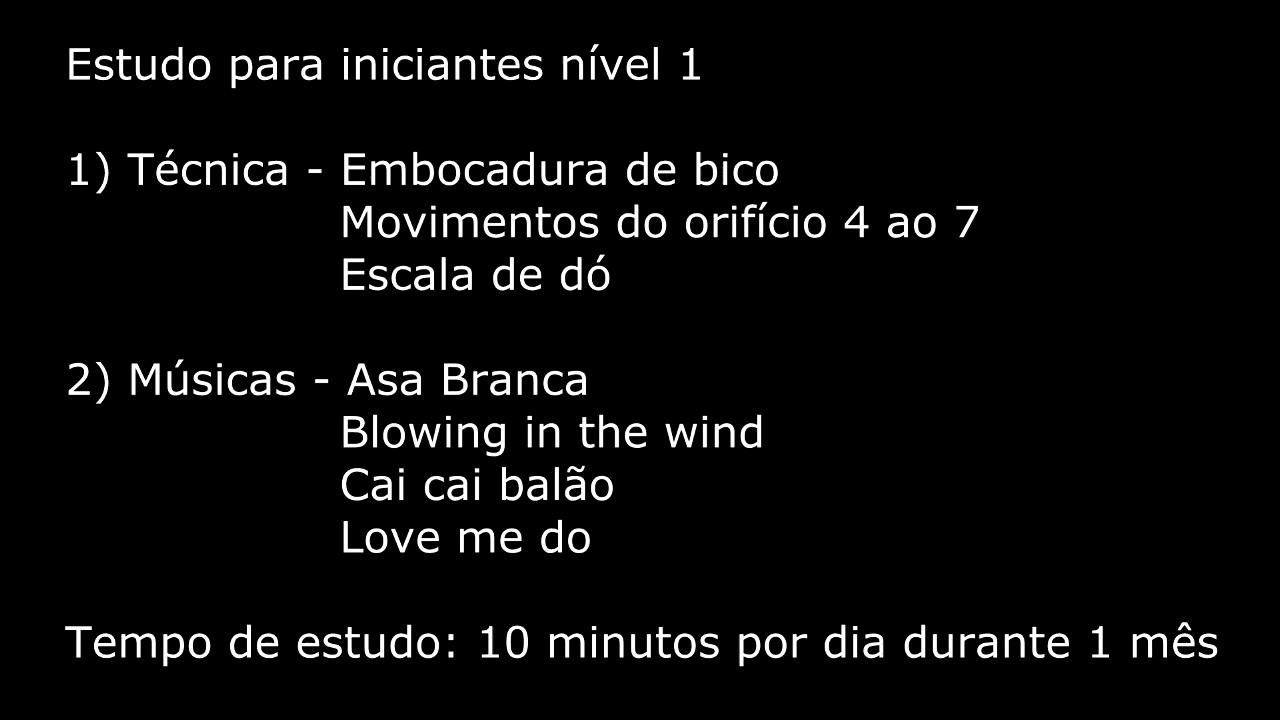 Estudo para iniciantes nível 1
1) Técnica - Embocadura de bico
Movimentos do orifício 4 ao 7
Escala de dó
2) Músicas - Asa Branca
Blowing in the wind
Cai cai balão
Love me do
Tempo de estudo: 10 minutos por dia durante 1 mês